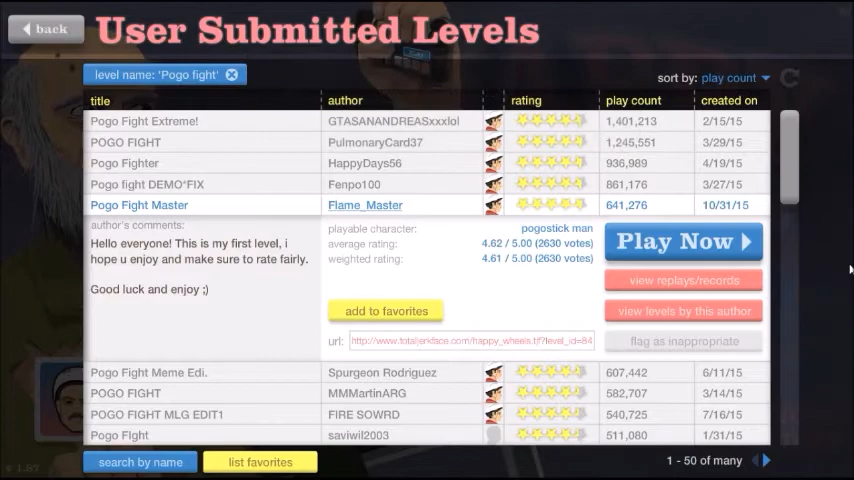 back
User Submitted Levels
level name: 'Pogo fight'
sort by: play count
title author rating play count created on
Pogo Fight Extreme! GTASANANDREASxxxlol 1,401,213 2/15/15
POGO FIGHT PulmonaryCard37 1,245,551 3/29/15
Pogo Fighter HappyDays56 936,989 4/19/15
Pogo fight DEMO*FIX Fenpo100 861,176 3/27/15
Pogo Fight Master Flame_Master 641,276 10/31/15
author's comments:
Hello everyone! This is my first level, i
hope u enjoy and make sure to rate fairly.
Good luck and enjoy ;)
playable character: pogostick man
average rating: 4.62 / 5.00 (2630 votes)
weighted rating: 4.61 / 5.00 (2630 votes)
add to favorites
url: http://www.totaljerkface.com/happy_wheels.tjf?level_id=84
Play Now
view replays/records
view levels by this author
flag as inappropriate
Pogo Fight Meme Edi. Spurgeon Rodriguez 607,442 6/11/15
POGO FIGHT MMMartinARG 582,707 3/14/15
POGO FIGHT MLG EDIT1 FIRE SOWRD 540,725 7/16/15
Pogo Fight saviwil2003 511,080 1/31/15
search by name
list favorites
1 - 50 of many
v 1.87